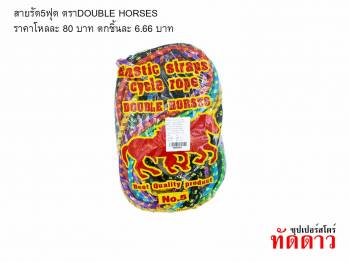 สายรัด5ฟุต ตราDOUBLE HORSES
ราคาโหลละ 80 บาท ตกชิ้นละ 6.66 บาท
Elastic straps
cycle rope
DOUBLE HORSES
Best Quality product
No.5
ซุปเปอร์สโตร์
ทัดดาว